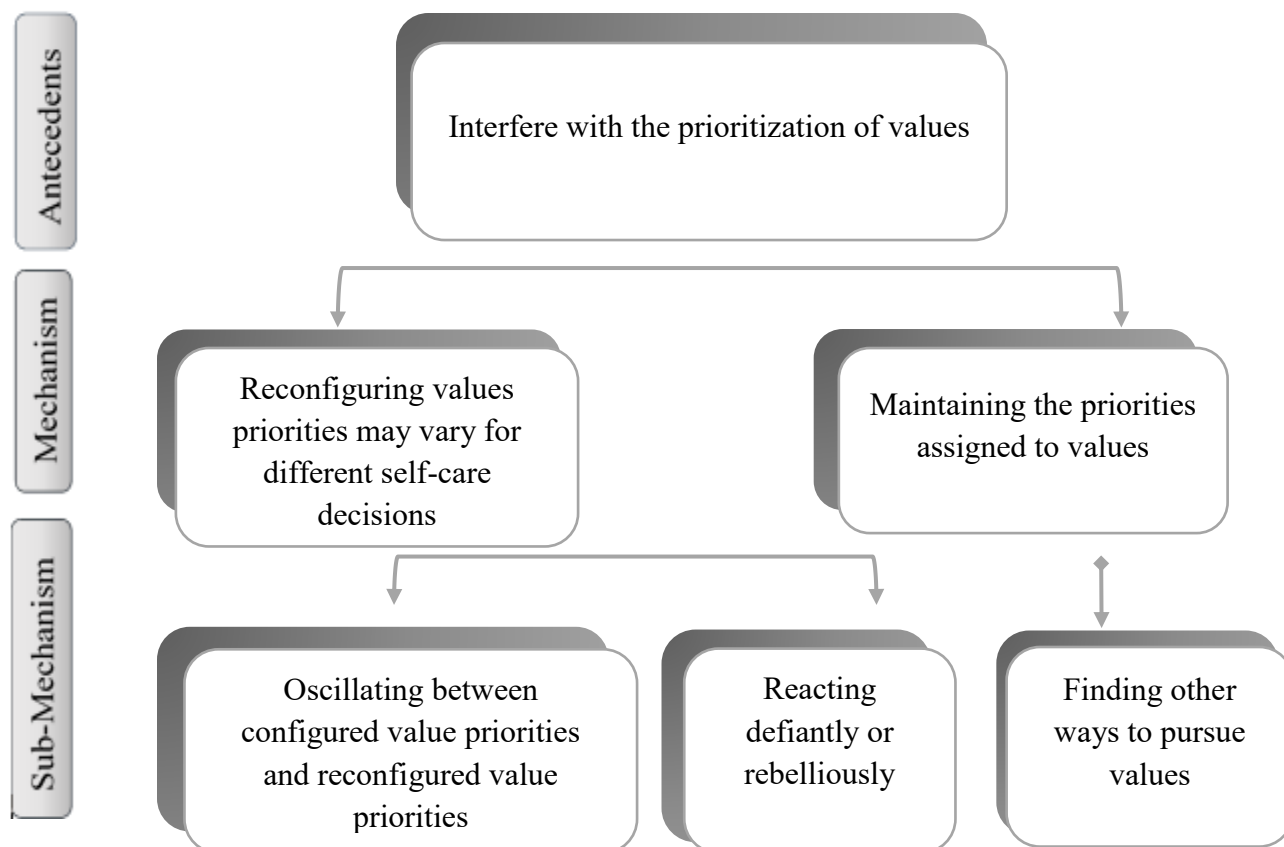 Antecedents
Interfere with the prioritization of values
Mechanism
Reconfiguring values
priorities may vary for
different self-care
decisions
Maintaining the priorities
assigned to values
Sub-Mechanism
Oscillating between
configured value priorities
and reconfigured value
priorities
Reacting
defiantly or
rebelliously
Finding other
ways to pursue
values